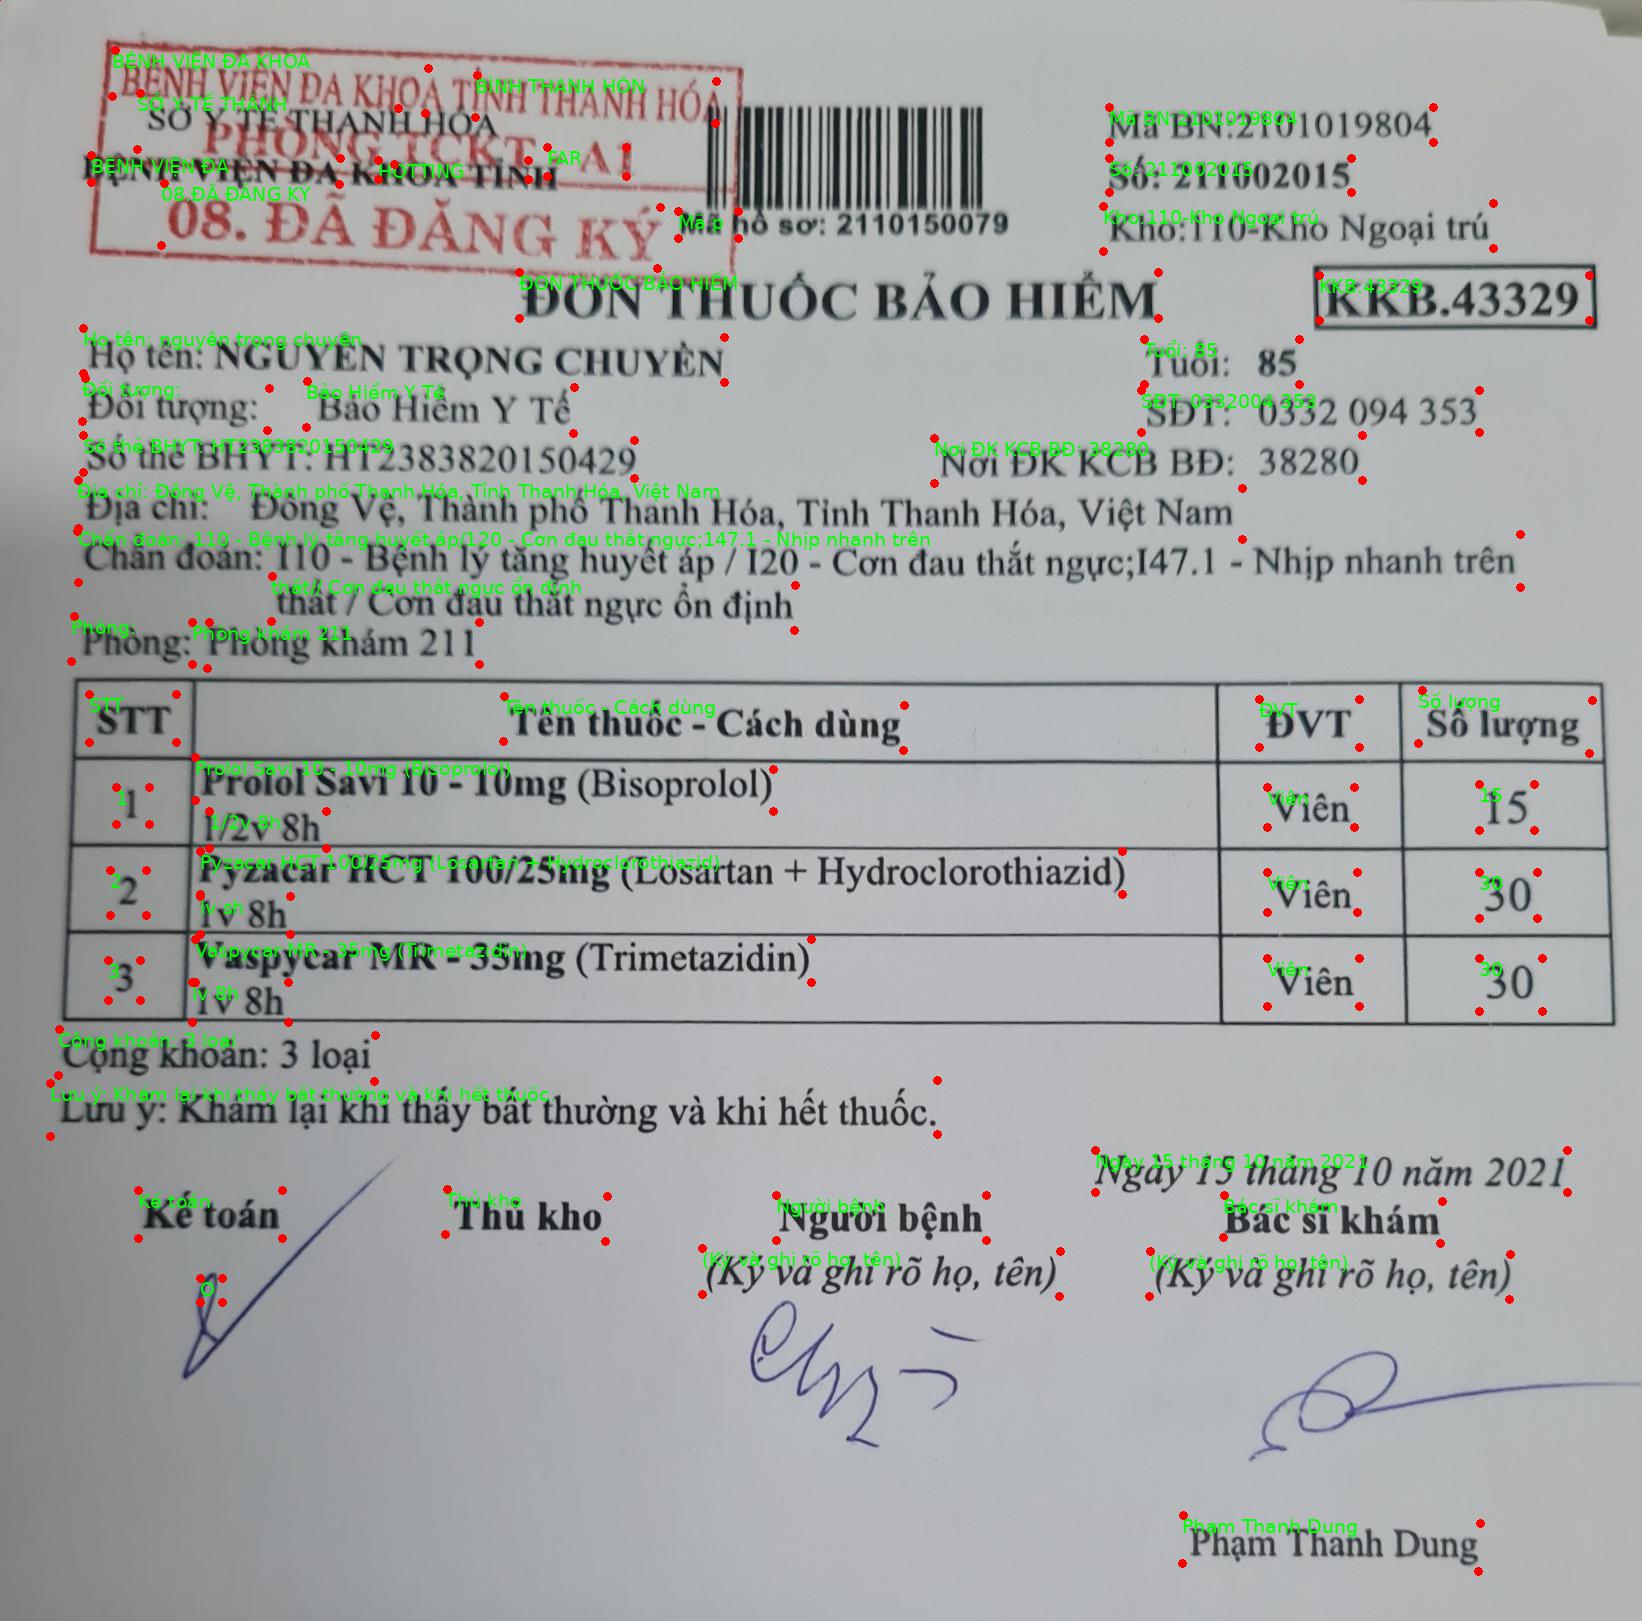 BỆNH VIỆN ĐA KHOA TỈNH THANH HÓA
SỞ Y TẾ THANH HÓA
PHÒNG TCKT - A1
BỆNH VIỆN ĐA KHOA TỈNH
08. ĐÃ ĐĂNG KÝ
Mã hồ sơ: 2110150079
Mã BN:2101019804
Số: 211002015
Kho:110-Kho Ngoại trú
ĐƠN THUỐC BẢO HIỂM
KKB.43329
Họ tên: NGUYỄN TRỌNG CHUYÊN
Tuổi: 85
Đối tượng: Bảo Hiểm Y Tế
SĐT: 0332 094 353
Số thẻ BHYT: HT2383820150429
Nơi ĐK KCB BĐ: 38280
Địa chỉ: Đông Vệ, Thành phố Thanh Hóa, Tỉnh Thanh Hóa, Việt Nam
Chẩn đoán: I10 - Bệnh lý tăng huyết áp / I20 - Cơn đau thắt ngực;I47.1 - Nhịp nhanh trên
thất / Cơn đau thắt ngực ổn định
Phòng: Phòng khám 211
STT Tên thuốc - Cách dùng ĐVT Số lượng
1 Prolol Savi 10 - 10mg (Bisoprolol) Viên 15
1/2v 8h
2 Pyzacar HCT 100/25mg (Losartan + Hydroclorothiazid) Viên 30
1v 8h
3 Vaspycar MR - 35mg (Trimetazidin) Viên 30
1v 8h
Cộng khoản: 3 loại
Lưu ý: Khám lại khi thấy bất thường và khi hết thuốc.
Ngày 15 tháng 10 năm 2021
Kế toán Thủ kho Người bệnh Bác sĩ khám
(Ký và ghi rõ họ, tên) (Ký và ghi rõ họ, tên)
Phạm Thanh Dung